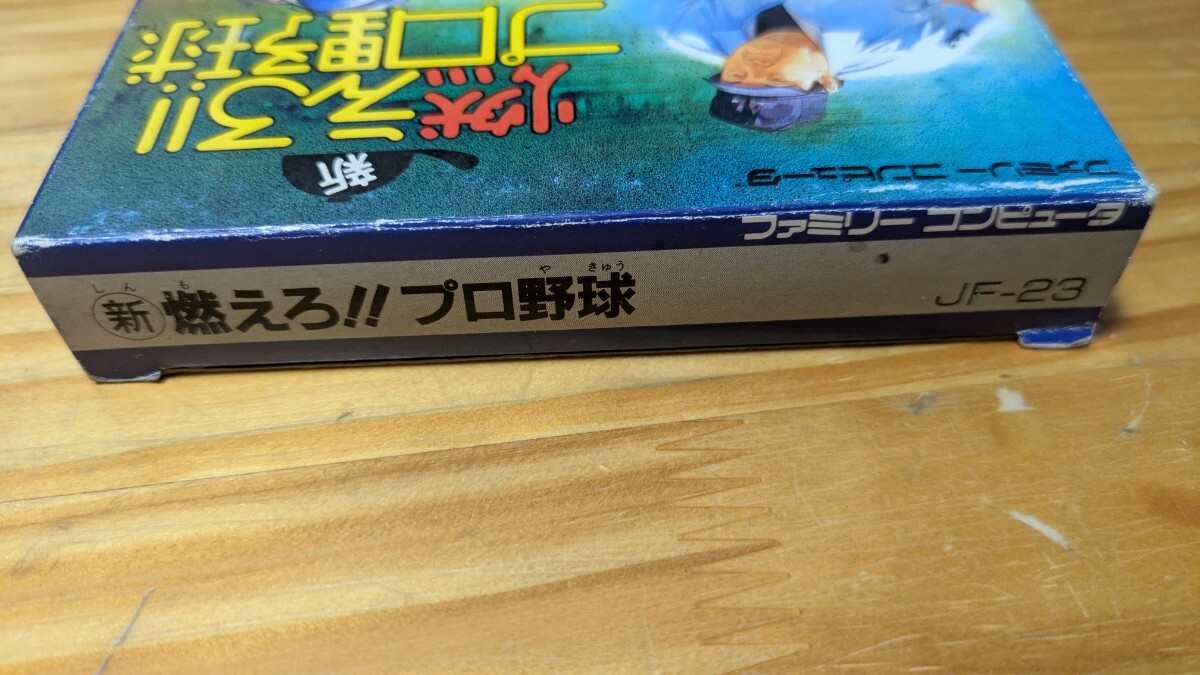 新
燃えろ!!
プロ野球
ファミリー コンピュータ
ファミリー コンピュータ
しん も や きゅう
新 燃えろ!! プロ野球
JF-23